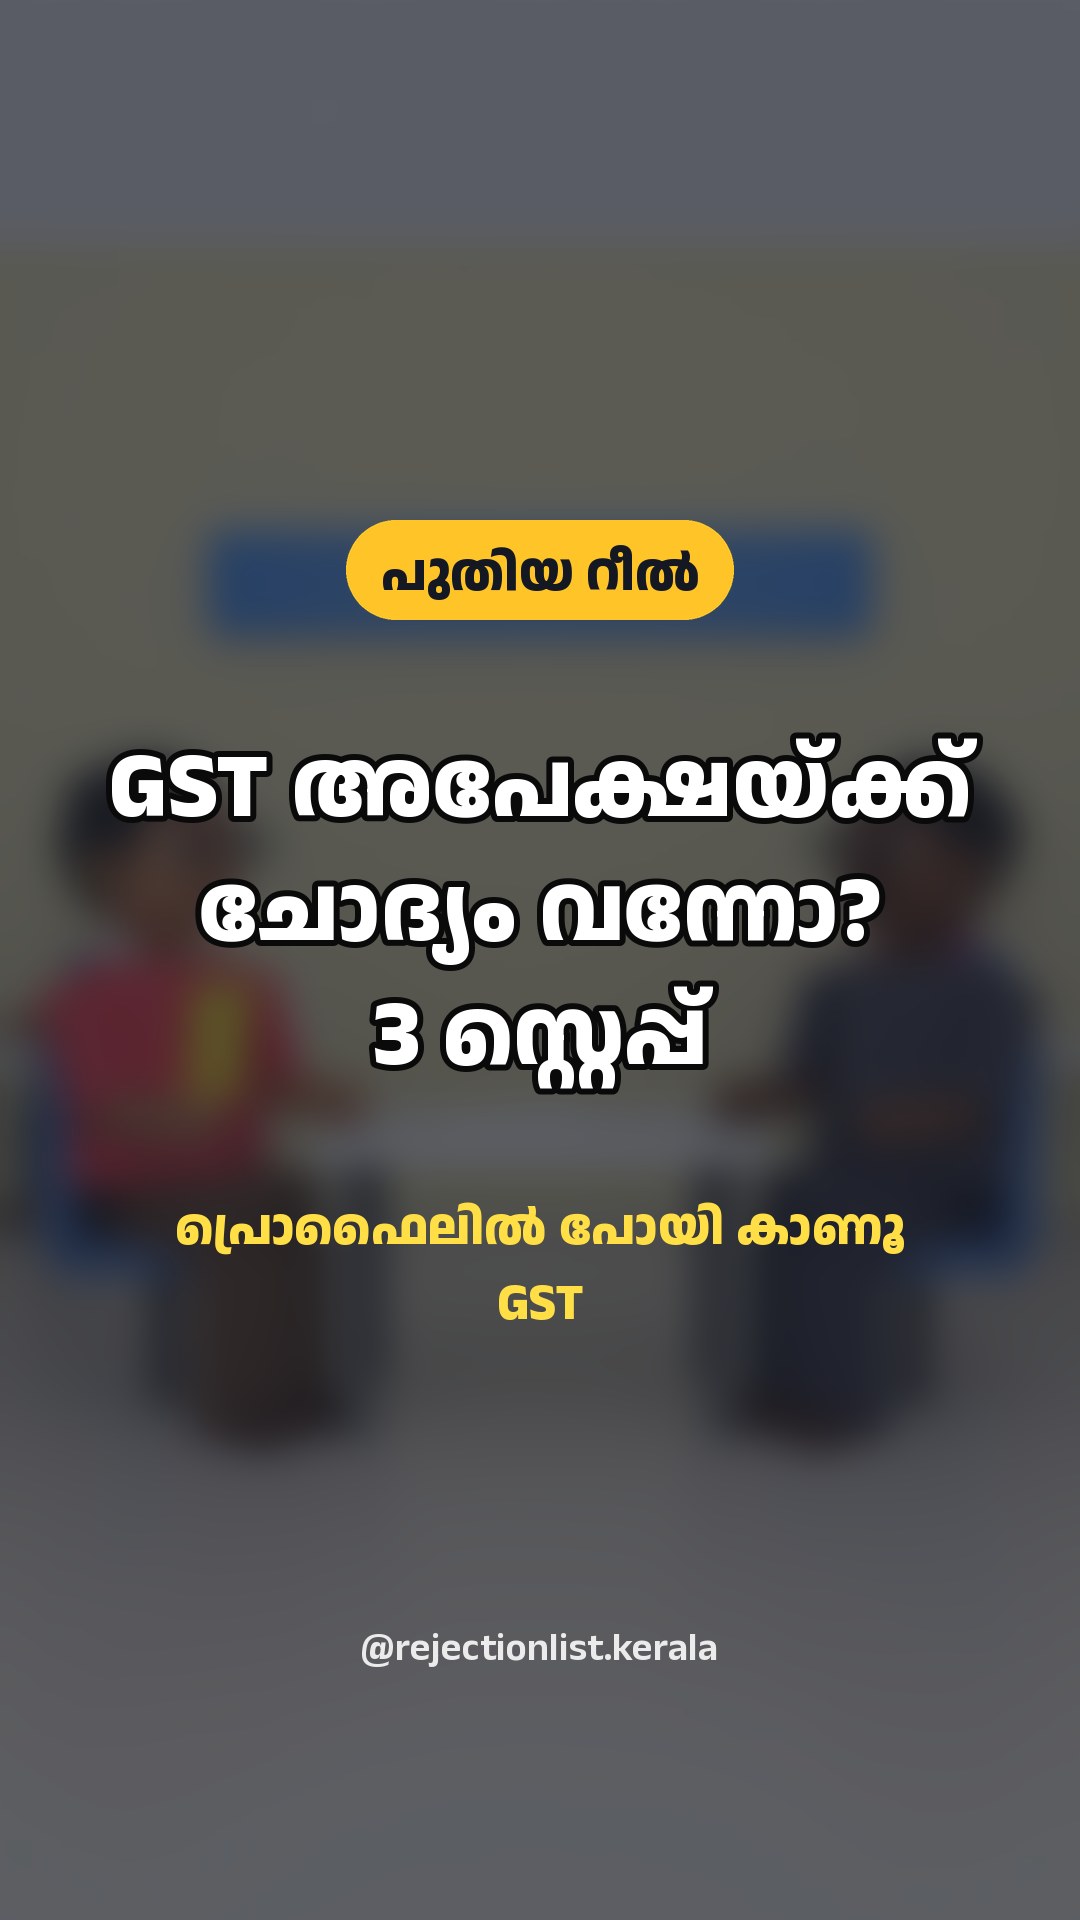 പുതിയ റീൽ
GST അപേക്ഷയ്ക്ക്
ചോദ്യം വന്നോ?
3 സ്റ്റെപ്പ്
പ്രൊഫൈലിൽ പോയി കാണൂ
GST
@rejectionlist.kerala